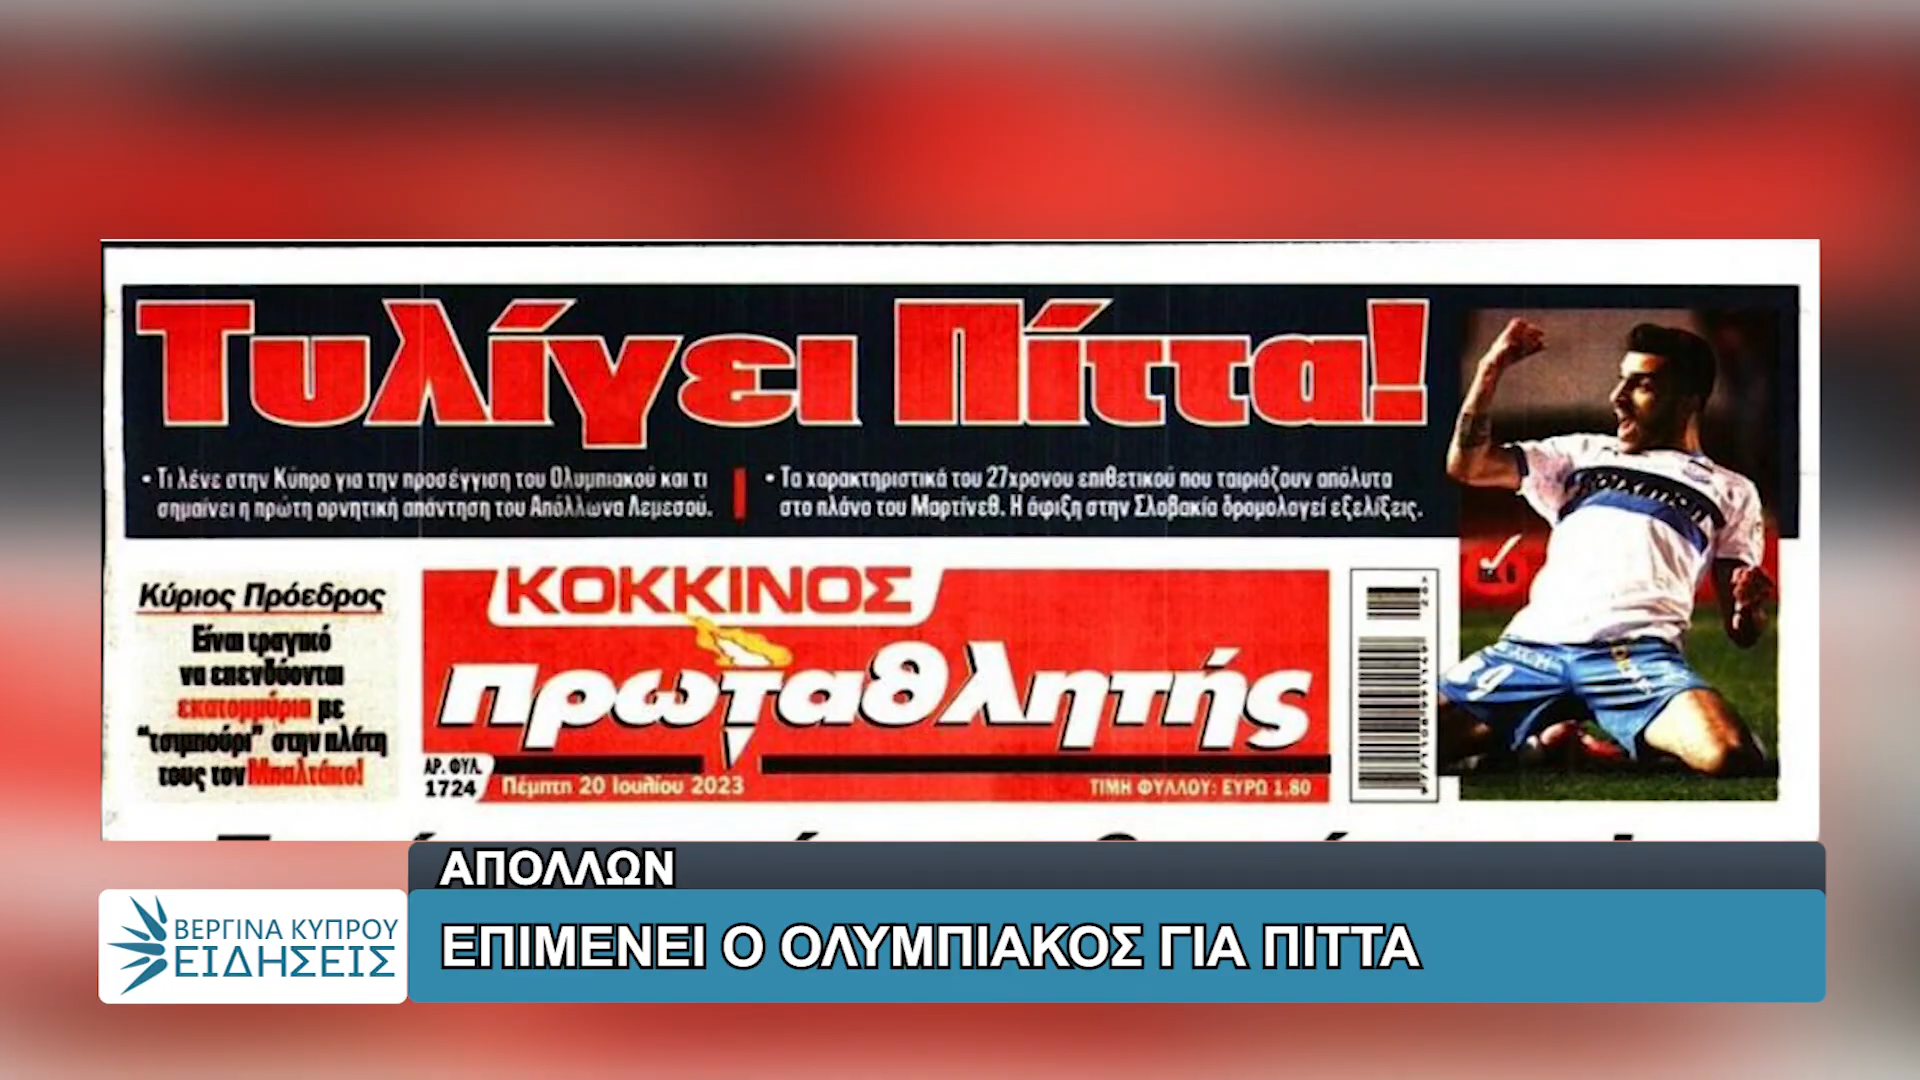 Τυλίγει Πίττα!
• Τι λένε στην Κύπρο για την προσέγγιση του Ολυμπιακού και τι
σημαίνει η πρώτη αρνητική απάντηση του Απόλλωνα Λεμεσού.
• Τα χαρακτηριστικά του 27χρονου επιθετικού που ταιριάζουν απόλυτα
στο πλάνο του Μαρτίνεθ. Η άφιξη στην Σλοβακία δρομολογεί εξελίξεις.
Κύριος Πρόεδρος
Είναι τραγικό
να επενδύονται
εκατομμύρια με
"τσιμπούρι" στην πλάτη
τους τον Μπαλτάκο!
ΚΟΚΚΙΝΟΣ
πρωταθλητής
ΑΡ. ΦΥΛ.
1724
Πέμπτη 20 Ιουλίου 2023
ΤΙΜΗ ΦΥΛΛΟΥ: ΕΥΡΩ 1,80
ΑΠΟΛΛΩΝ
ΒΕΡΓΙΝΑ ΚΥΠΡΟΥ
ΕΙΔΗΣΕΙΣ
ΕΠΙΜΕΝΕΙ Ο ΟΛΥΜΠΙΑΚΟΣ ΓΙΑ ΠΙΤΤΑ